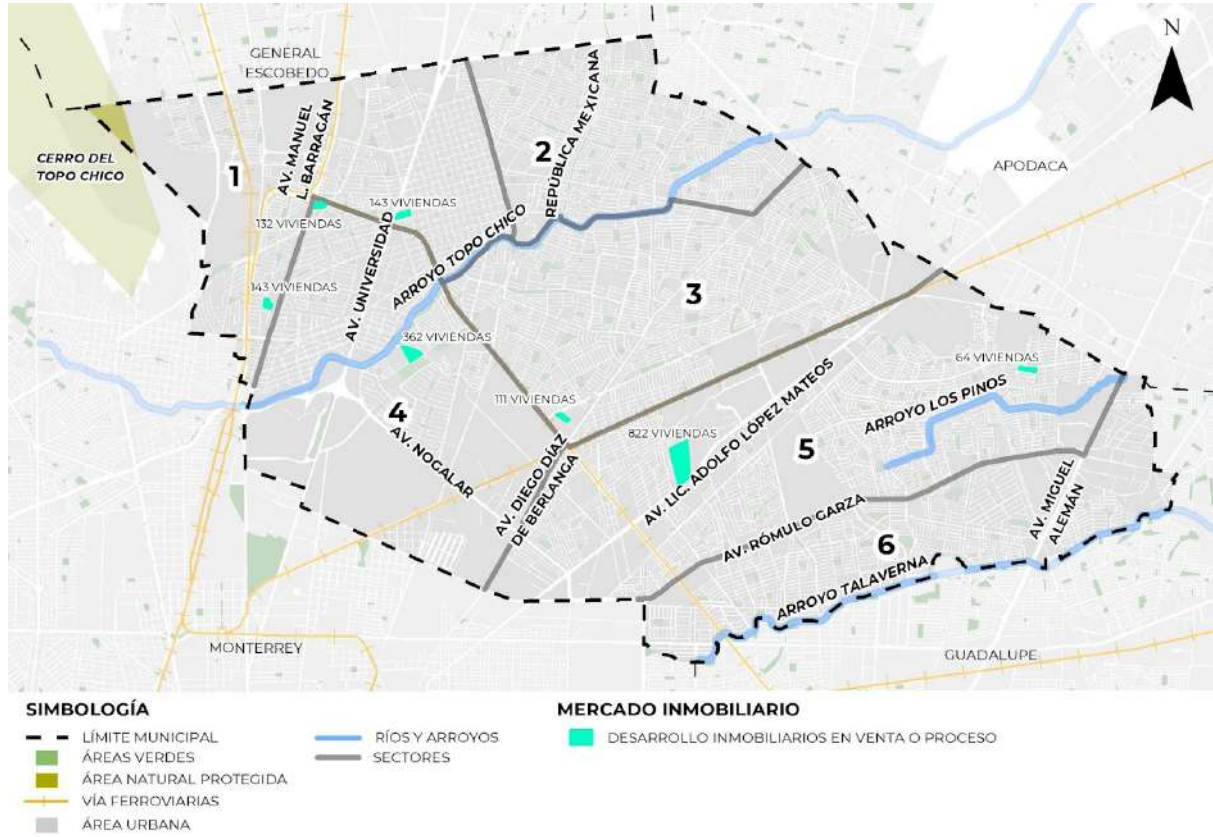 N
GENERAL
ESCOBEDO
CERRO DEL
TOPO CHICO
1
AV. MANUEL
L. BARRAGÁN
2
REPÚBLICA MEXICANA
APODACA
132 VIVIENDAS
143 VIVIENDAS
AV. UNIVERSIDAD
ARROYO TOPO CHICO
143 VIVIENDAS
3
362 VIVIENDAS
4
AV. NOGALAR
111 VIVIENDAS
AV. DIEGO DÍAZ
DE BERLANGA
822 VIVIENDAS
AV. LIC. ADOLFO LÓPEZ MATEOS
64 VIVIENDAS
ARROYO LOS PINOS
5
AV. RÓMULO GARZA
AV. MIGUEL
ALEMÁN
6
ARROYO TALAVERNA
MONTERREY
GUADALUPE
SIMBOLOGÍA
LÍMITE MUNICIPAL
ÁREAS VERDES
ÁREA NATURAL PROTEGIDA
VÍA FERROVIARIAS
ÁREA URBANA
RÍOS Y ARROYOS
SECTORES
MERCADO INMOBILIARIO
DESARROLLO INMOBILIARIOS EN VENTA O PROCESO